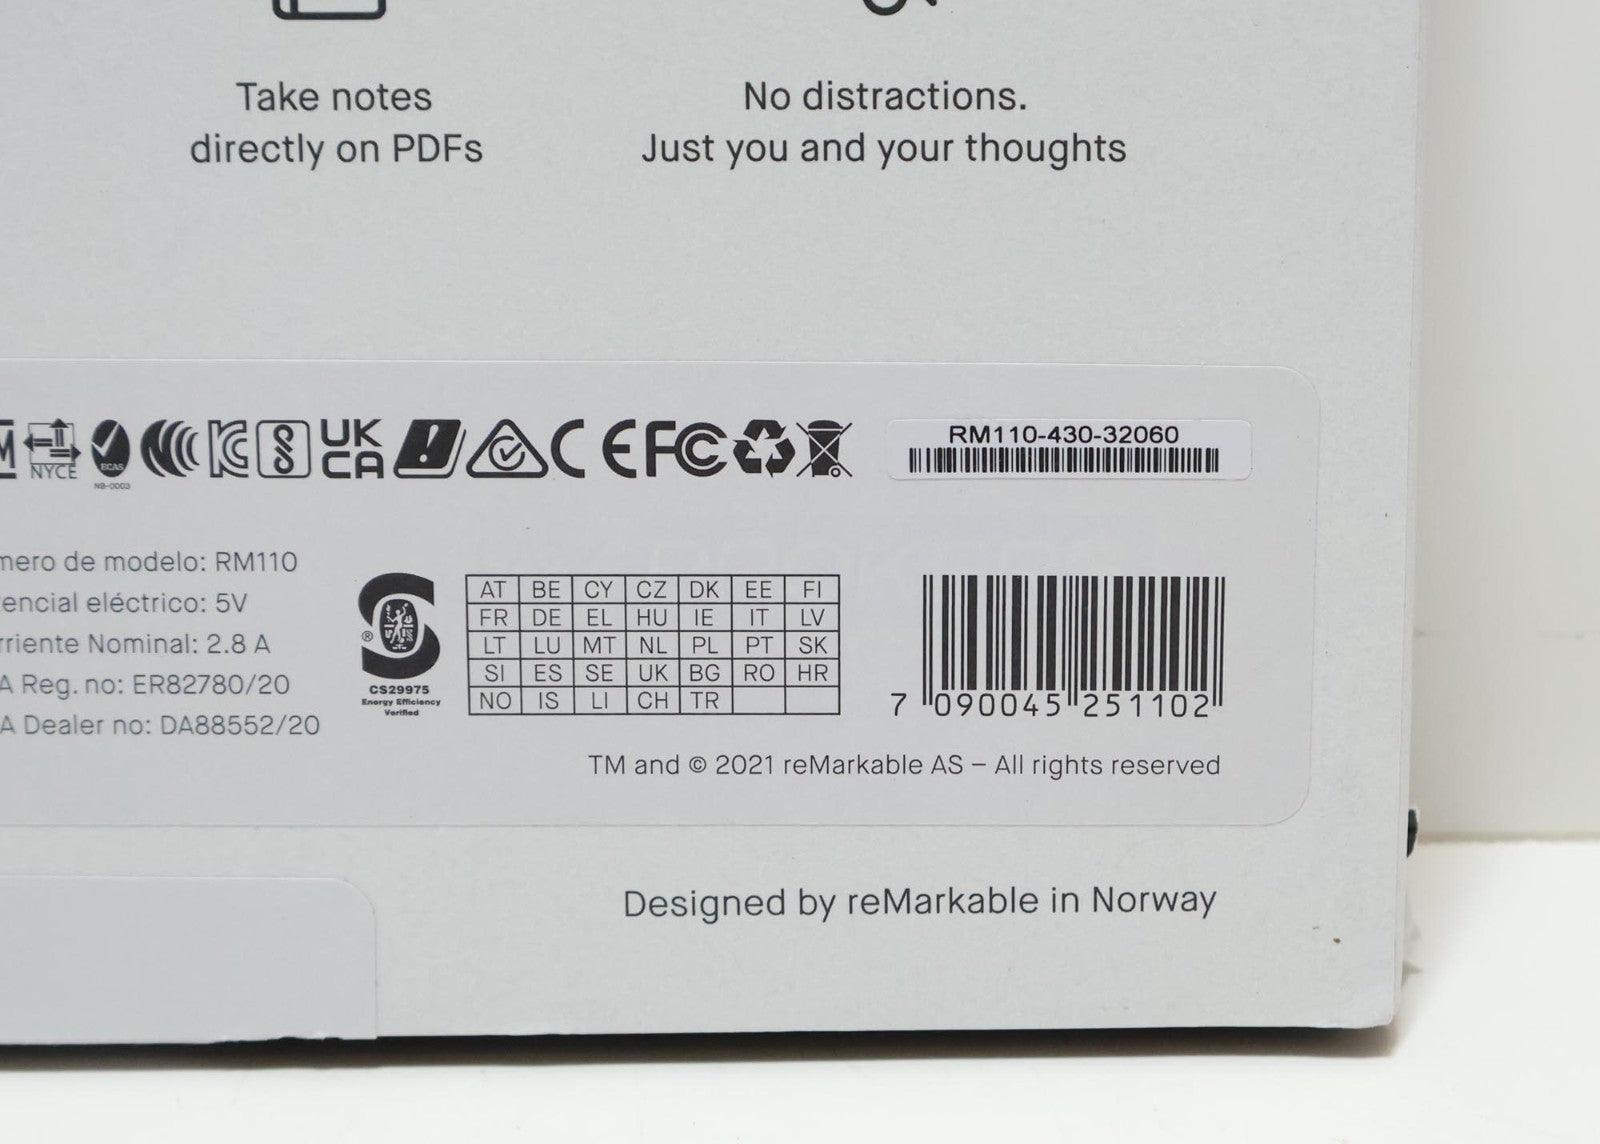 Take notes
directly on PDFs
No distractions.
Just you and your thoughts
NYCE
ECAS
NB-0003
UK
CA
CE
FC
RM110-430-32060
mero de modelo: RM110
encial eléctrico: 5V
rriente Nominal: 2.8 A
A Reg. no: ER82780/20
A Dealer no: DA88552/20
®
CS29975
Energy Efficiency
Verified
AT BE CY CZ DK EE FI
FR DE EL HU IE IT LV
LT LU MT NL PL PT SK
SI ES SE UK BG RO HR
NO IS LI CH TR
7 090045 251102
TM and © 2021 reMarkable AS – All rights reserved
Designed by reMarkable in Norway